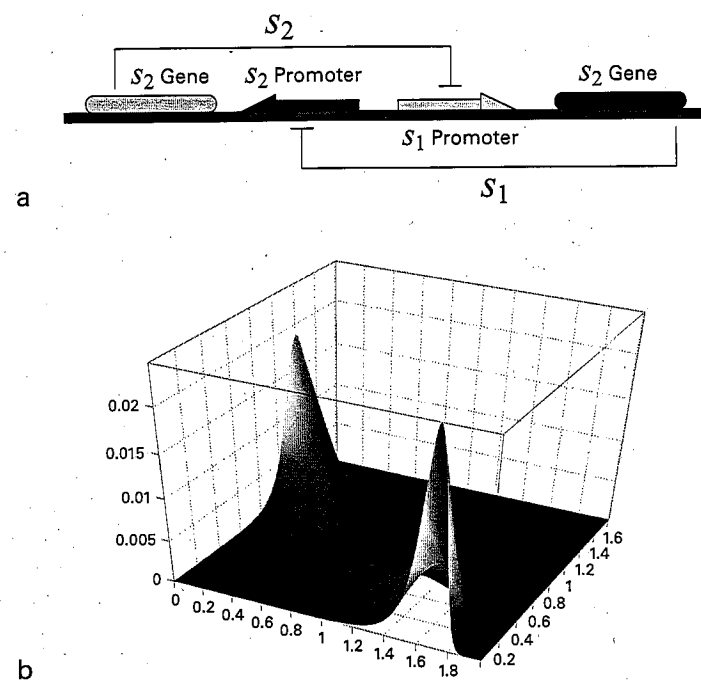 S2
S2 Gene
S2 Promoter
S2 Gene
S1 Promoter
S1
a
0.02
0.015
0.01
0.005
0
0 0.2 0.4 0.6 0.8 1 1.2 1.4 1.6 1.8
0.2 0.4 0.6 0.8 1 1.2 1.4 1.6
b